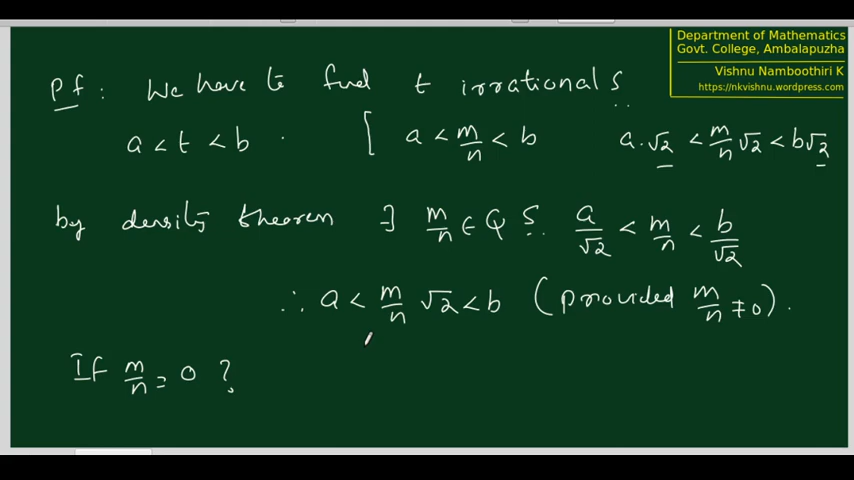 Department of Mathematics
Govt. College, Ambalapuzha
Vishnu Namboothiri K
https://nkvishnu.wordpress.com
Pf : We have to find t irrational s.
a < t < b . [ a < m/n < b a.√2 < m/n √2 < b√2
by density theorem ∃ m/n ∈ Q s. a/√2 < m/n < b/√2
∴ a < m/n √2 < b (provided m/n ≠ 0).
If m/n = 0 ?